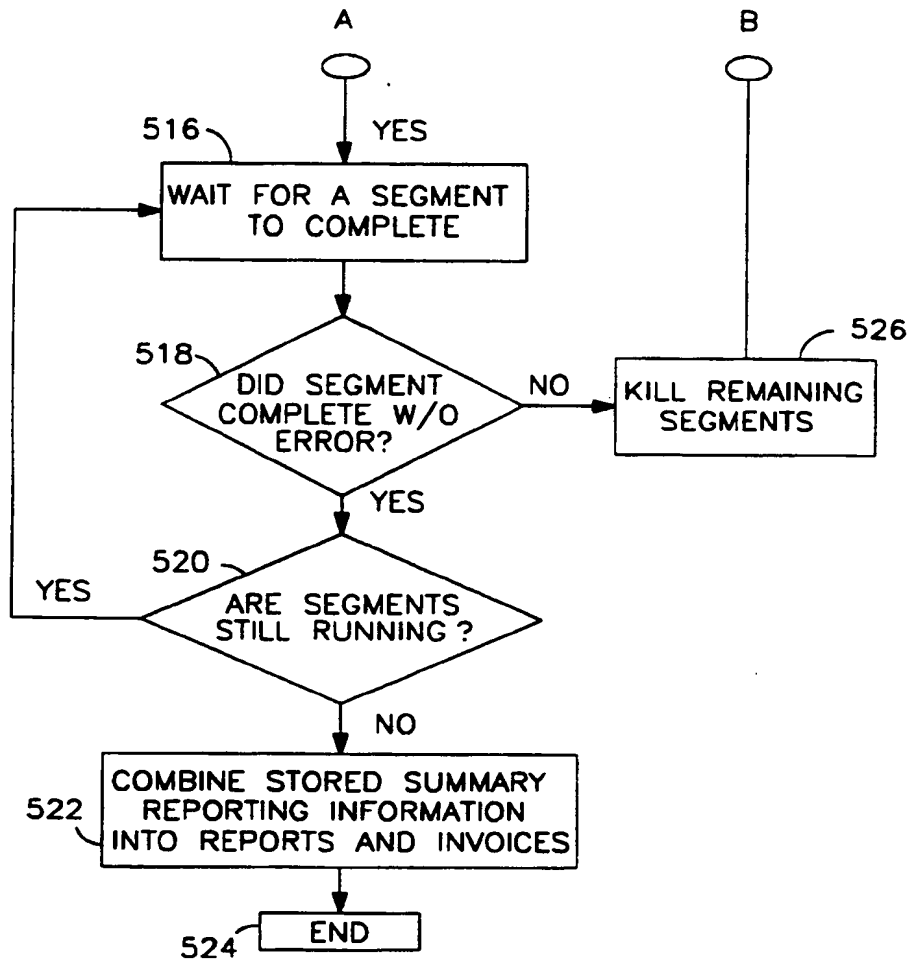 A
B
YES
516
WAIT FOR A SEGMENT
TO COMPLETE
518
DID SEGMENT
COMPLETE W/O
ERROR?
NO
526
KILL REMAINING
SEGMENTS
YES
520
YES
ARE SEGMENTS
STILL RUNNING?
NO
522
COMBINE STORED SUMMARY
REPORTING INFORMATION
INTO REPORTS AND INVOICES
524
END